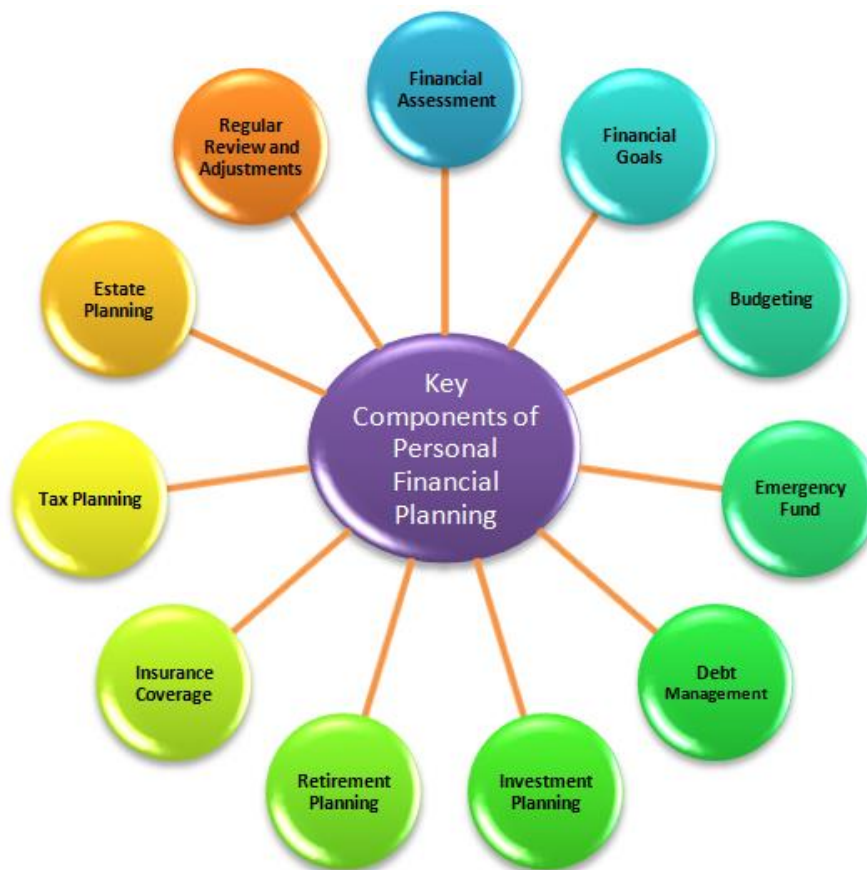 Financial
Assessment
Financial
Goals
Budgeting
Emergency
Fund
Debt
Management
Investment
Planning
Retirement
Planning
Insurance
Coverage
Tax Planning
Estate
Planning
Regular
Review and
Adjustments
Key
Components of
Personal
Financial
Planning